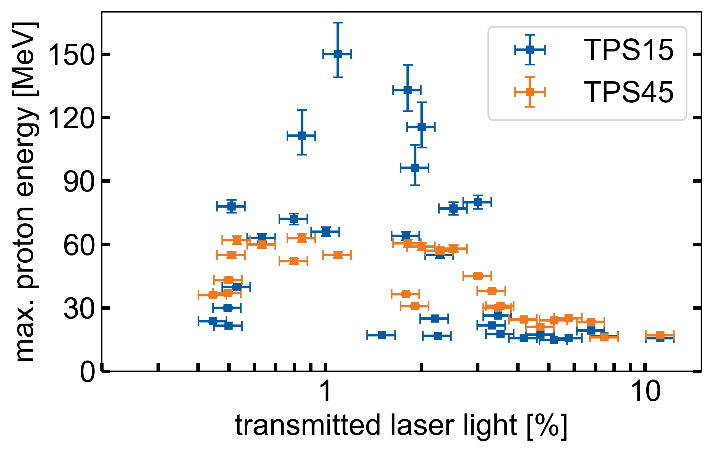 max. proton energy [MeV]
150
120
90
60
30
0
TPS15
TPS45
1
10
transmitted laser light [%]